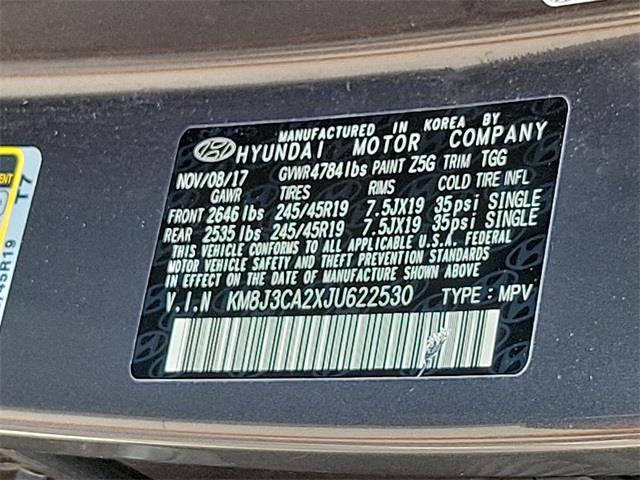 MANUFACTURED IN KOREA BY
HYUNDAI MOTOR COMPANY
NOV/08/17 GVWR4784lbs PAINT Z5G TRIM TGG
GAWR TIRES RIMS COLD TIRE INFL
FRONT 2646 lbs 245/45R19 7.5JX19 35psi SINGLE
REAR 2535 lbs 245/45R19 7.5JX19 35psi SINGLE
THIS VEHICLE CONFORMS TO ALL APPLICABLE U.S.A. FEDERAL
MOTOR VEHICLE SAFETY AND THEFT PREVENTION STANDARDS
IN EFFECT ON THE DATE OF MANUFACTURE SHOWN ABOVE.
V.I.N KM8J3CA2XJU622530 TYPE : MPV
T7